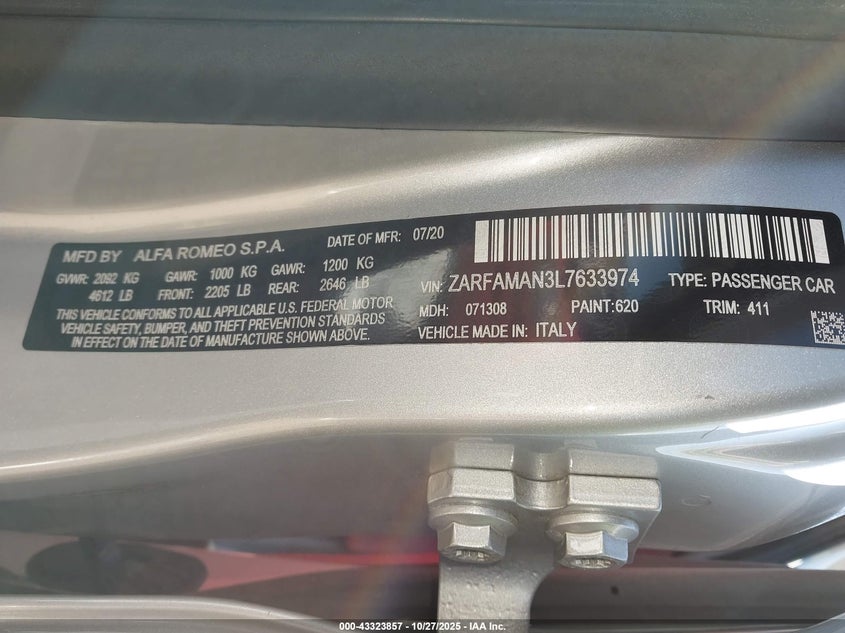 MFD BY ALFA ROMEO S.P.A. DATE OF MFR: 07/20
GVWR: 2092 KG GAWR: 1000 KG GAWR: 1200 KG
4612 LB FRONT: 2205 LB REAR: 2646 LB
THIS VEHICLE CONFORMS TO ALL APPLICABLE U.S. FEDERAL MOTOR
VEHICLE SAFETY, BUMPER, AND THEFT PREVENTION STANDARDS
IN EFFECT ON THE DATE OF MANUFACTURE SHOWN ABOVE.
VIN: ZARFAMAN3L7633974 TYPE: PASSENGER CAR
MDH: 071308 PAINT:620 TRIM: 411
VEHICLE MADE IN: ITALY
000-43323857 - 10/27/2025 - IAA Inc.